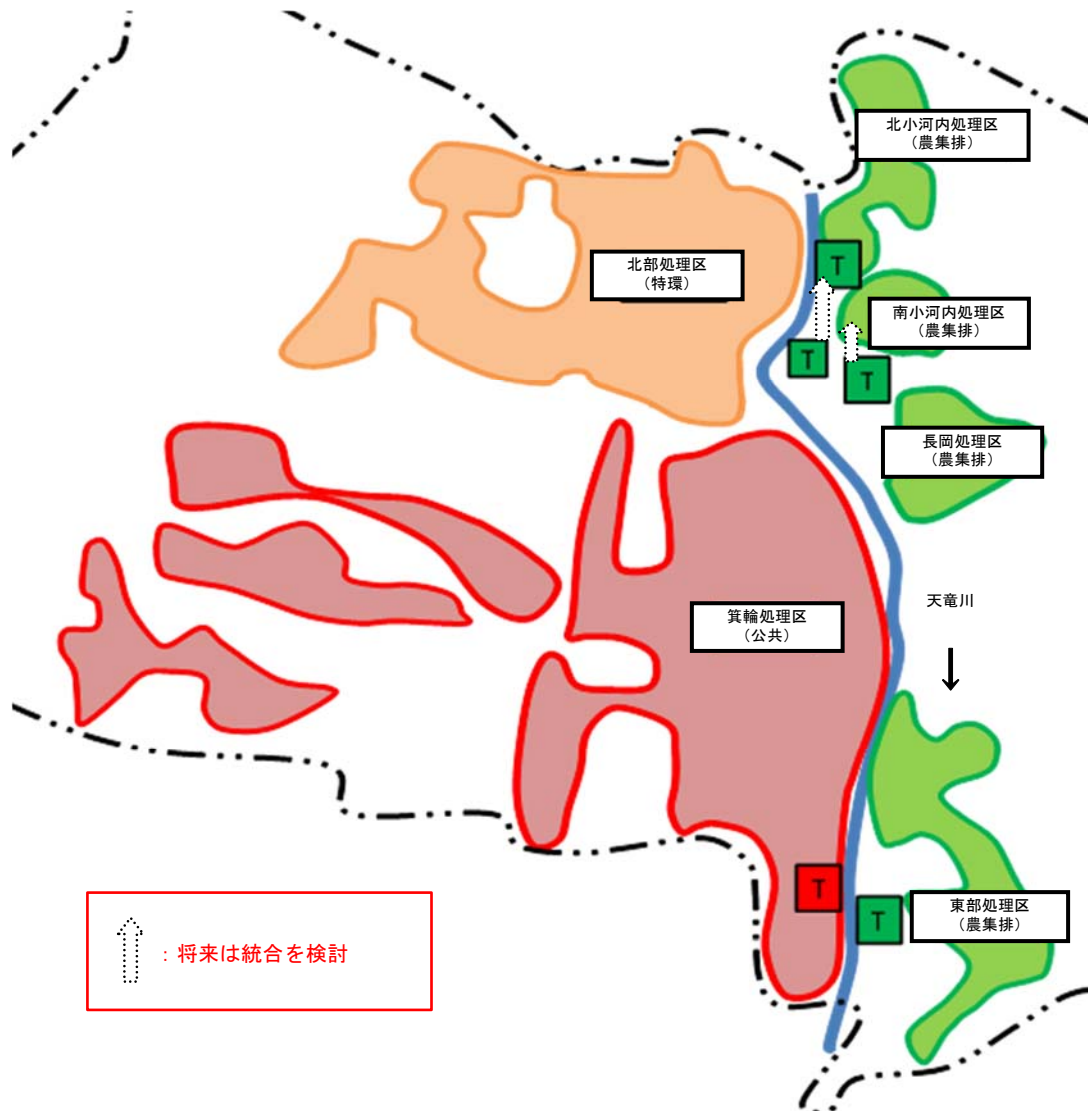 北小河内処理区
（農集排）
北部処理区
（特環）
T
南小河内処理区
（農集排）
T
T
長岡処理区
（農集排）
天竜川
箕輪処理区
（公共）
T
T
東部処理区
（農集排）
：将来は統合を検討